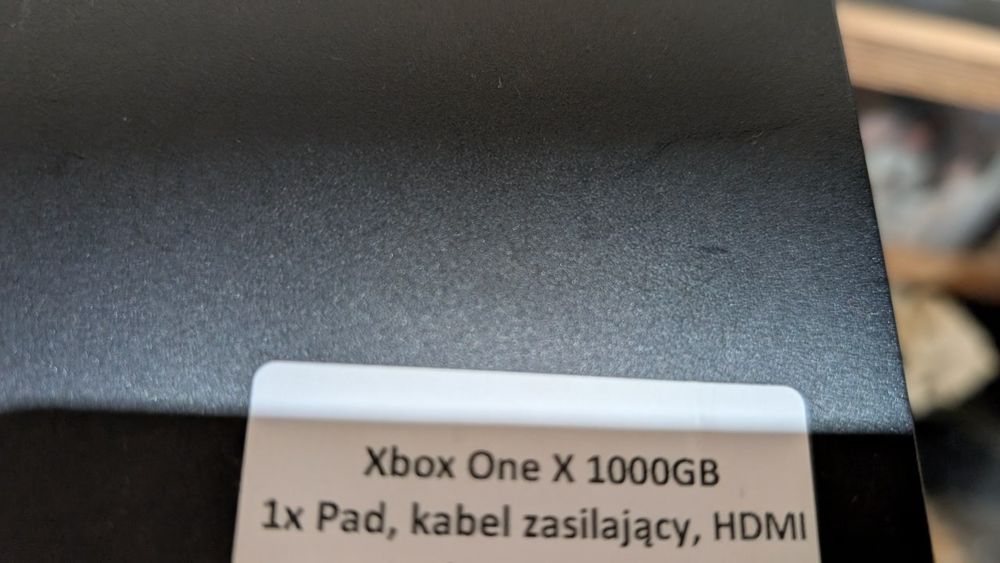 Xbox One X 1000GB
1x Pad, kabel zasilający, HDMI